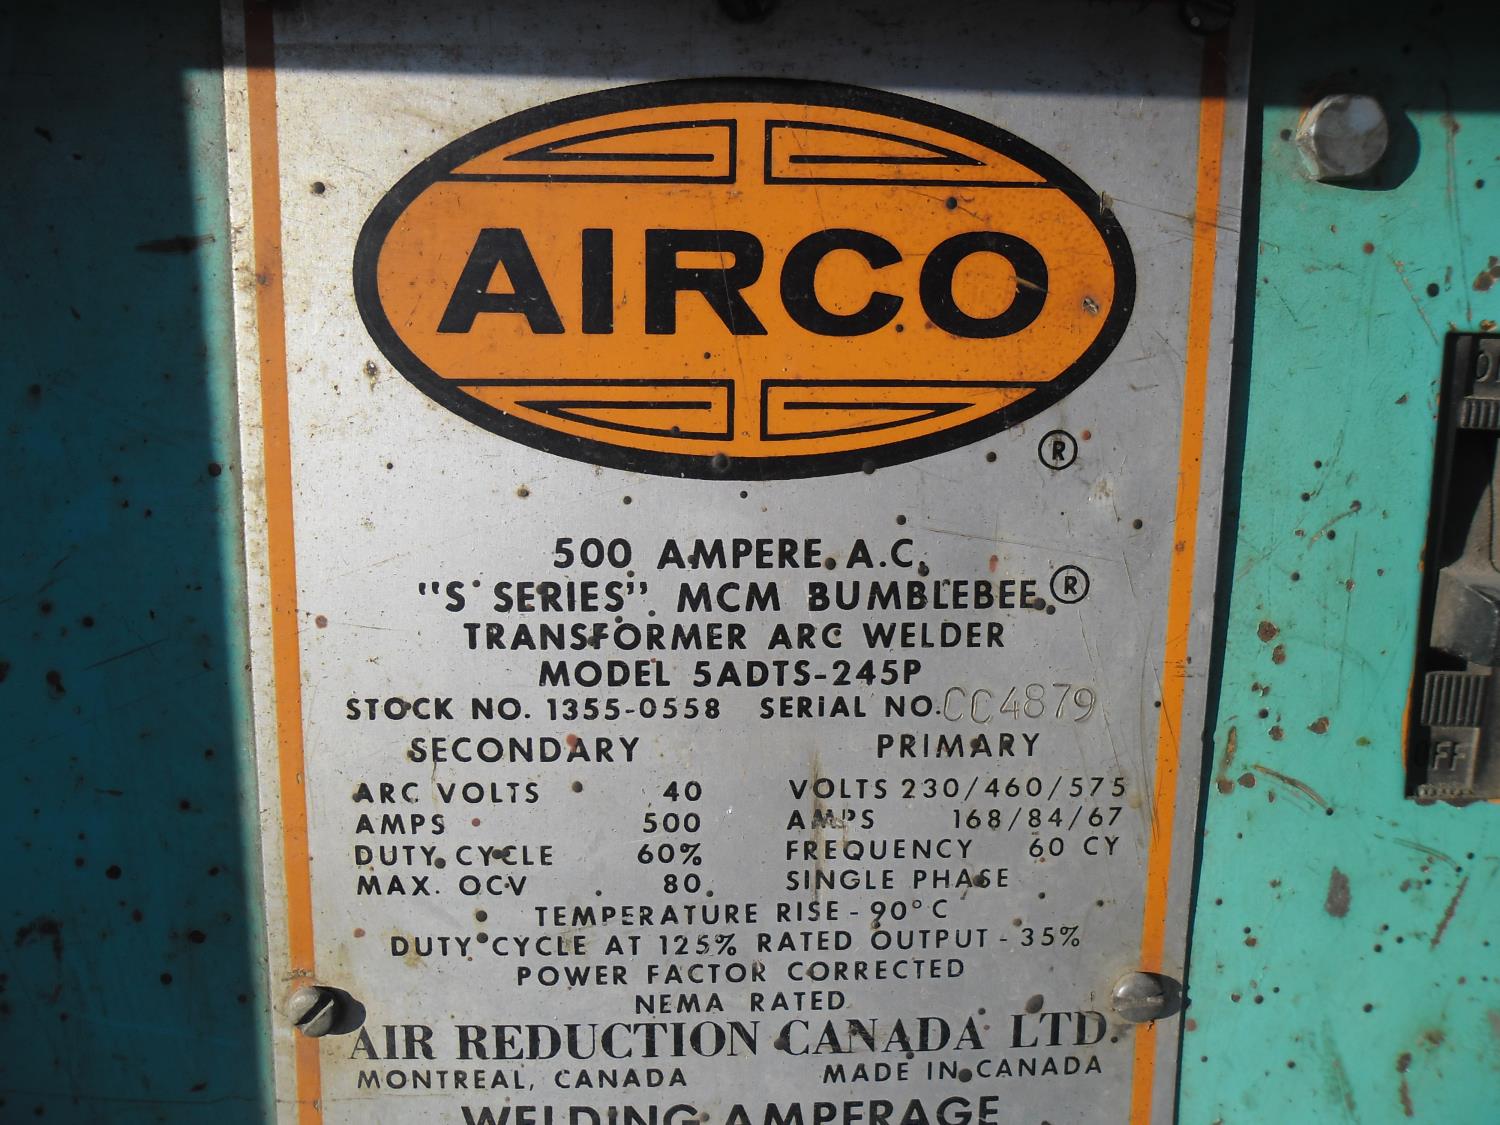 AIRCO
®
500 AMPERE A.C.
"S SERIES" MCM BUMBLEBEE ®
TRANSFORMER ARC WELDER
MODEL 5ADTS-245P
STOCK NO. 1355-0558 SERIAL NO. CC4879
SECONDARY PRIMARY
ARC VOLTS 40 VOLTS 230/460/575
AMPS 500 AMPS 168/84/67
DUTY CYCLE 60% FREQUENCY 60 CY
MAX. OCV 80 SINGLE PHASE
TEMPERATURE RISE - 90° C
DUTY CYCLE AT 125% RATED OUTPUT - 35%
POWER FACTOR CORRECTED
NEMA RATED
AIR REDUCTION CANADA LTD.
MONTREAL, CANADA MADE IN CANADA
WELDING AMPERAGE
OFF